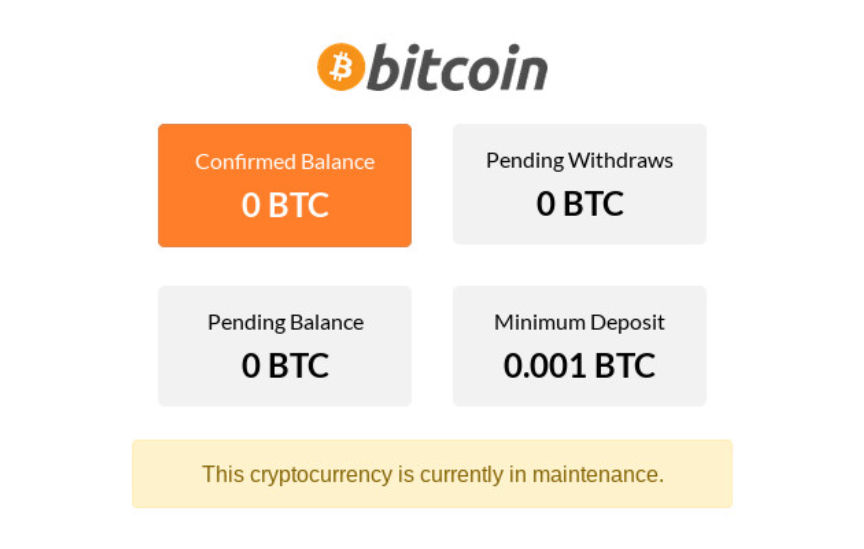 bitcoin
Confirmed Balance
0 BTC
Pending Withdraws
0 BTC
Pending Balance
0 BTC
Minimum Deposit
0.001 BTC
This cryptocurrency is currently in maintenance.